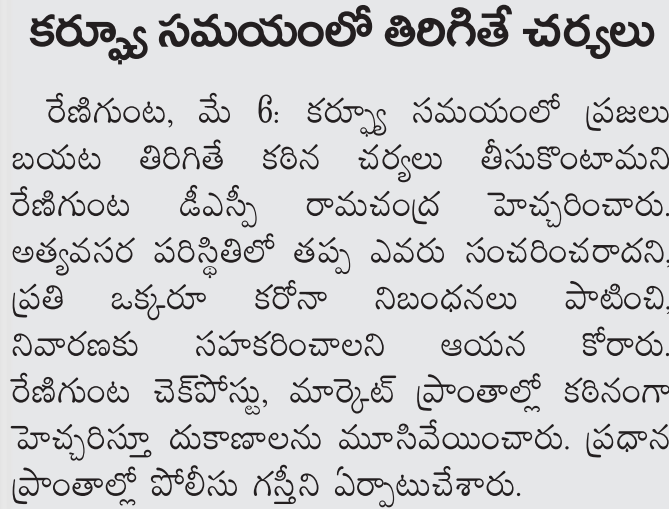 కర్ఫ్యూ సమయంలో తిరిగితే చర్యలు
రేణిగుంట, మే 6: కర్ఫ్యూ సమయంలో ప్రజలు
బయట తిరిగితే కఠిన చర్యలు తీసుకొంటామని
రేణిగుంట డీఎస్పీ రామచంద్ర హెచ్చరించారు.
అత్యవసర పరిస్థితిలో తప్ప ఎవరు సంచరించరాదని,
ప్రతి ఒక్కరూ కరోనా నిబంధనలు పాటించి,
నివారణకు సహకరించాలని ఆయన కోరారు.
రేణిగుంట చెక్‌పోస్టు, మార్కెట్ ప్రాంతాల్లో కఠినంగా
హెచ్చరిస్తూ దుకాణాలను మూసివేయించారు. ప్రధాన
ప్రాంతాల్లో పోలీసు గస్తీని ఏర్పాటుచేశారు.